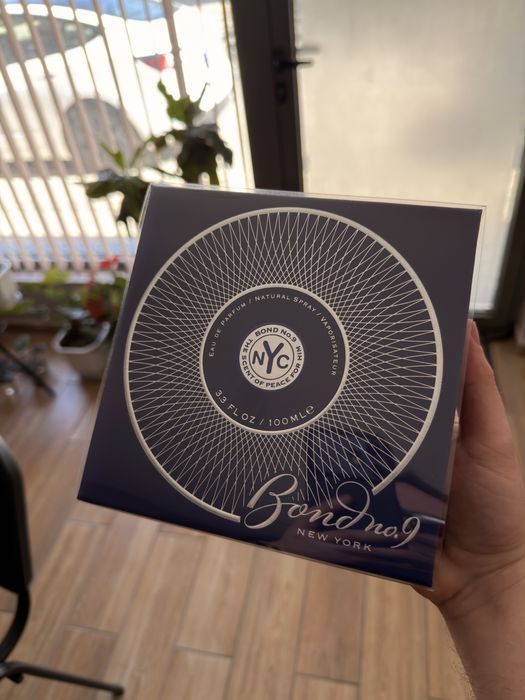 EAU DE PARFUM / NATURAL SPRAY / VAPORISATEUR
BOND NO.9
THE SCENT OF PEACE FOR HIM
NYC
3.3 FL OZ / 100MLe
Bond no.9
NEW YORK